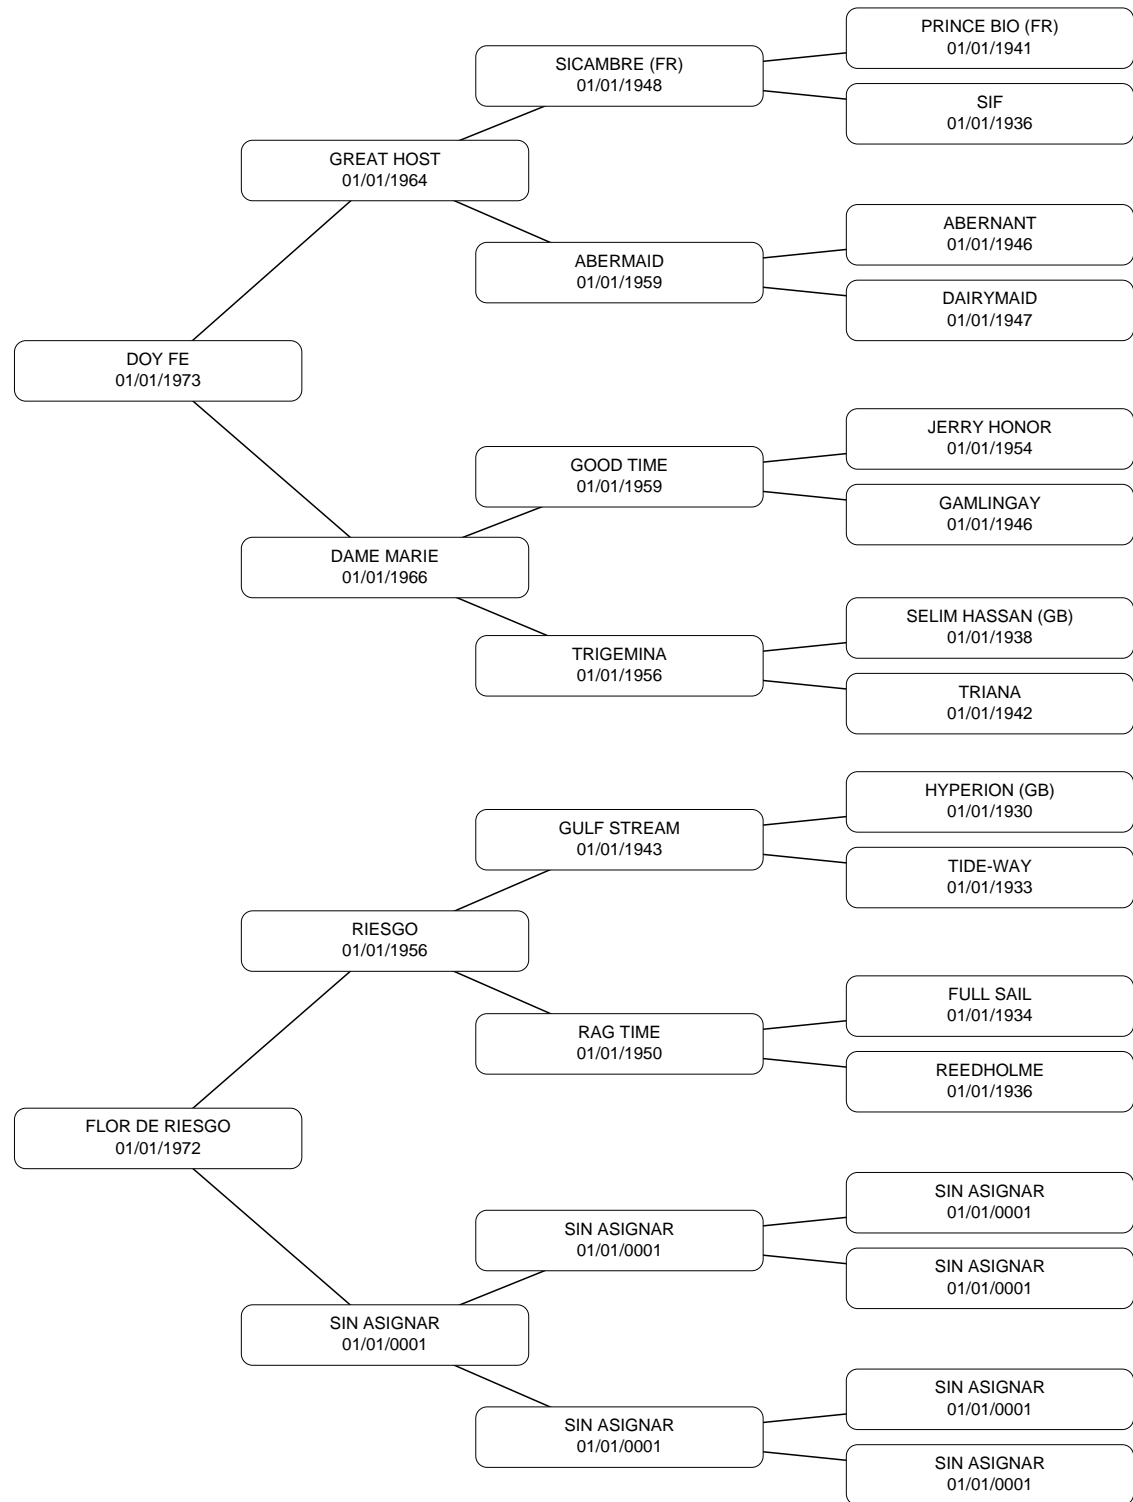 PRINCE BIO (FR)
01/01/1941
SICAMBRE (FR)
01/01/1948
SIF
01/01/1936
GREAT HOST
01/01/1964
ABERNANT
01/01/1946
ABERMAID
01/01/1959
DAIRYMAID
01/01/1947
DOY FE
01/01/1973
JERRY HONOR
01/01/1954
GOOD TIME
01/01/1959
GAMLINGAY
01/01/1946
DAME MARIE
01/01/1966
SELIM HASSAN (GB)
01/01/1938
TRIGEMINA
01/01/1956
TRIANA
01/01/1942
HYPERION (GB)
01/01/1930
GULF STREAM
01/01/1943
TIDE-WAY
01/01/1933
RIESGO
01/01/1956
FULL SAIL
01/01/1934
RAG TIME
01/01/1950
REEDHOLME
01/01/1936
FLOR DE RIESGO
01/01/1972
SIN ASIGNAR
01/01/0001
SIN ASIGNAR
01/01/0001
SIN ASIGNAR
01/01/0001
SIN ASIGNAR
01/01/0001
SIN ASIGNAR
01/01/0001
SIN ASIGNAR
01/01/0001
SIN ASIGNAR
01/01/0001